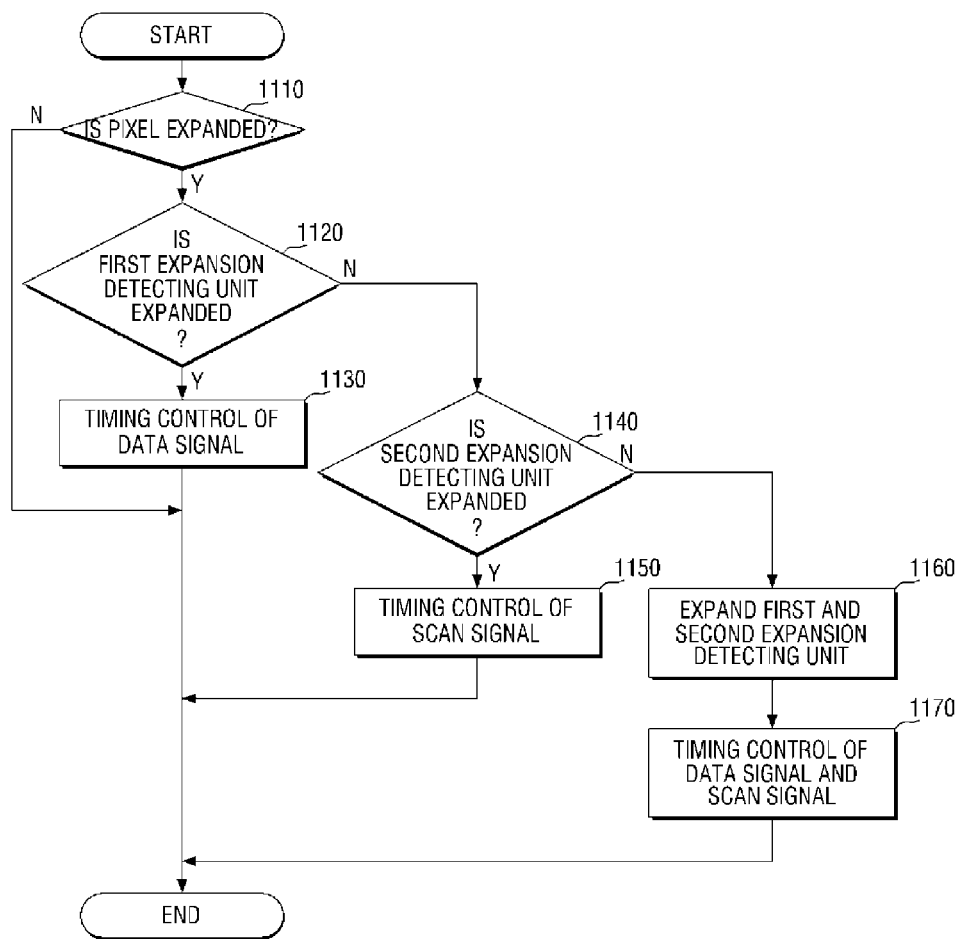 START
1110
N
IS PIXEL EXPANDED?
Y
1120
IS
FIRST EXPANSION
DETECTING UNIT
EXPANDED
?
N
Y
1130
TIMING CONTROL OF
DATA SIGNAL
1140
IS
SECOND EXPANSION
DETECTING UNIT
EXPANDED
?
N
Y
1150
TIMING CONTROL OF
SCAN SIGNAL
1160
EXPAND FIRST AND
SECOND EXPANSION
DETECTING UNIT
1170
TIMING CONTROL OF
DATA SIGNAL AND
SCAN SIGNAL
END